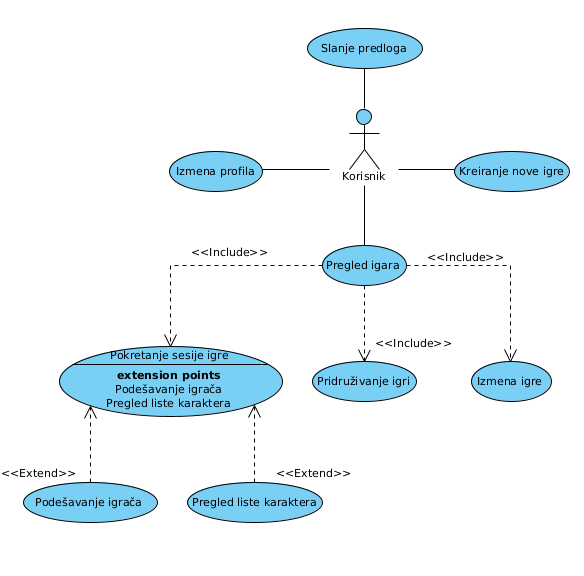 Slanje predloga
Izmena profila
Korisnik
Kreiranje nove igre
<<Include>>
Pregled igara
<<Include>>
<<Include>>
Pokretanje sesije igre
extension points
Podešavanje igrača
Pregled liste karaktera
Pridruživanje igri
Izmena igre
<<Extend>>
<<Extend>>
Podešavanje igrača
Pregled liste karaktera